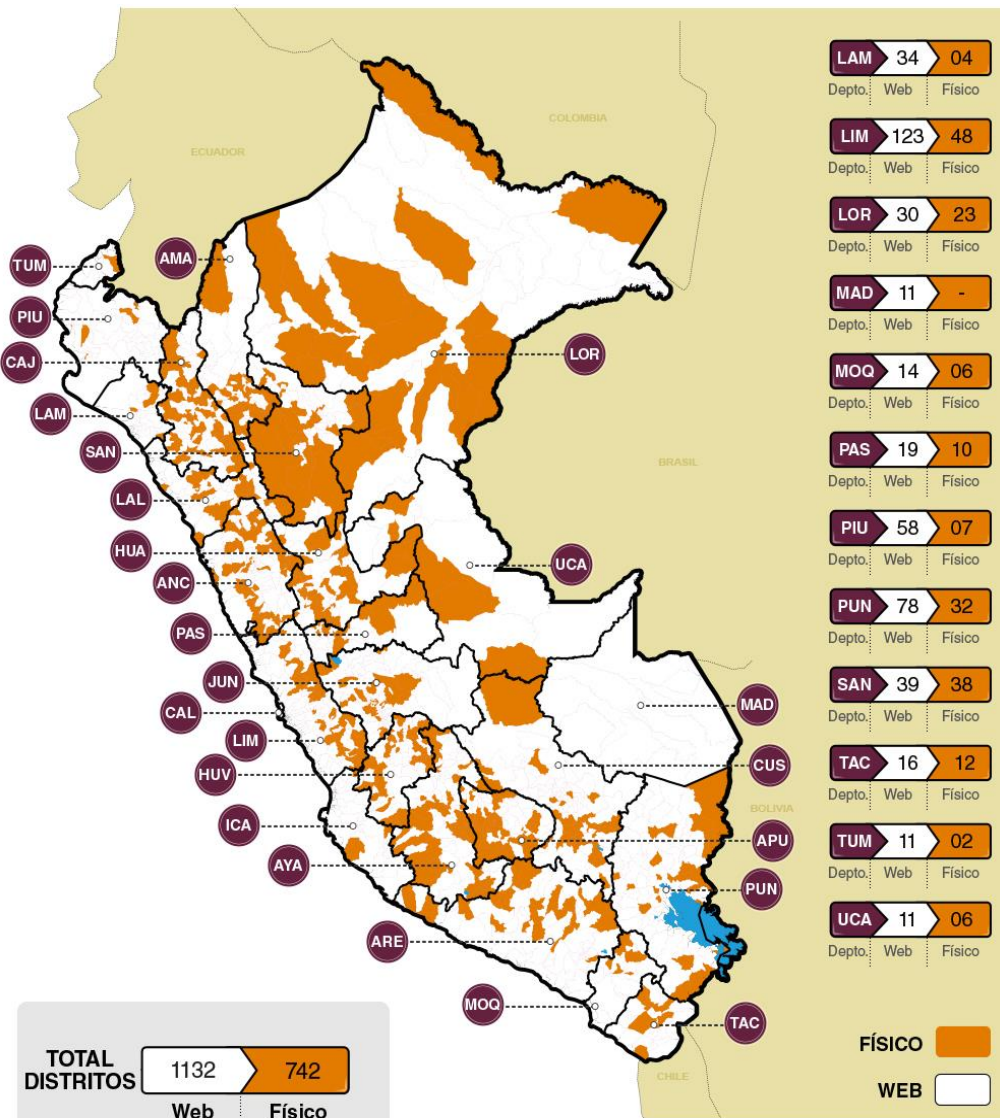 COLOMBIA
ECUADOR
TUM
AMA
PIU
CAJ
LOR
LAM
SAN
BRASIL
LAL
HUA
UCA
ANC
PAS
JUN
CAL
MAD
LIM
HUV
CUS
ICA
BOLIVIA
APU
AYA
PUN
ARE
MOQ
TAC
CHILE
LAM 34 04
Depto. Web Físico
LIM 123 48
Depto. Web Físico
LOR 30 23
Depto. Web Físico
MAD 11 -
Depto. Web Físico
MOQ 14 06
Depto. Web Físico
PAS 19 10
Depto. Web Físico
PIU 58 07
Depto. Web Físico
PUN 78 32
Depto. Web Físico
SAN 39 38
Depto. Web Físico
TAC 16 12
Depto. Web Físico
TUM 11 02
Depto. Web Físico
UCA 11 06
Depto. Web Físico
FÍSICO
WEB
TOTAL
DISTRITOS
1132 742
Web Físico